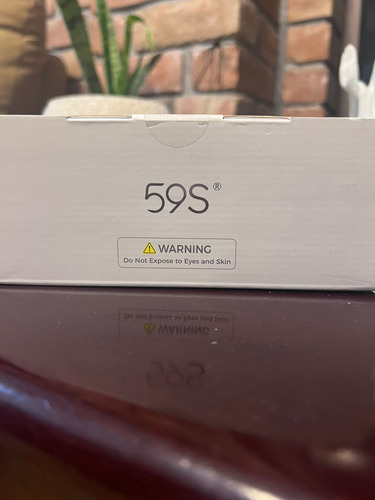 59S®
⚠ WARNING
Do Not Expose to Eyes and Skin